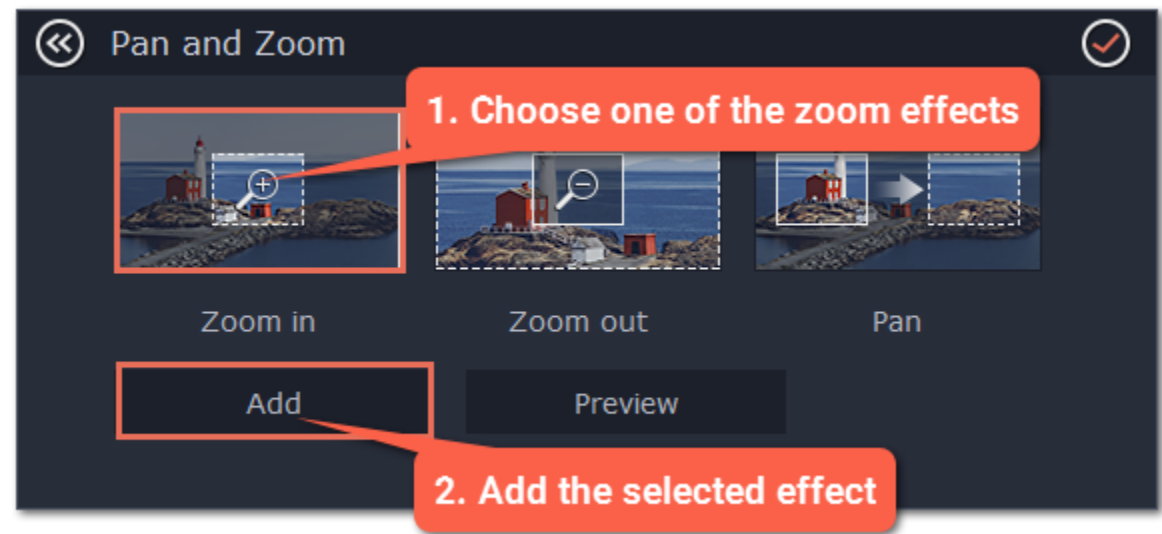 Pan and Zoom
1. Choose one of the zoom effects
Zoom in
Zoom out
Pan
Add
Preview
2. Add the selected effect